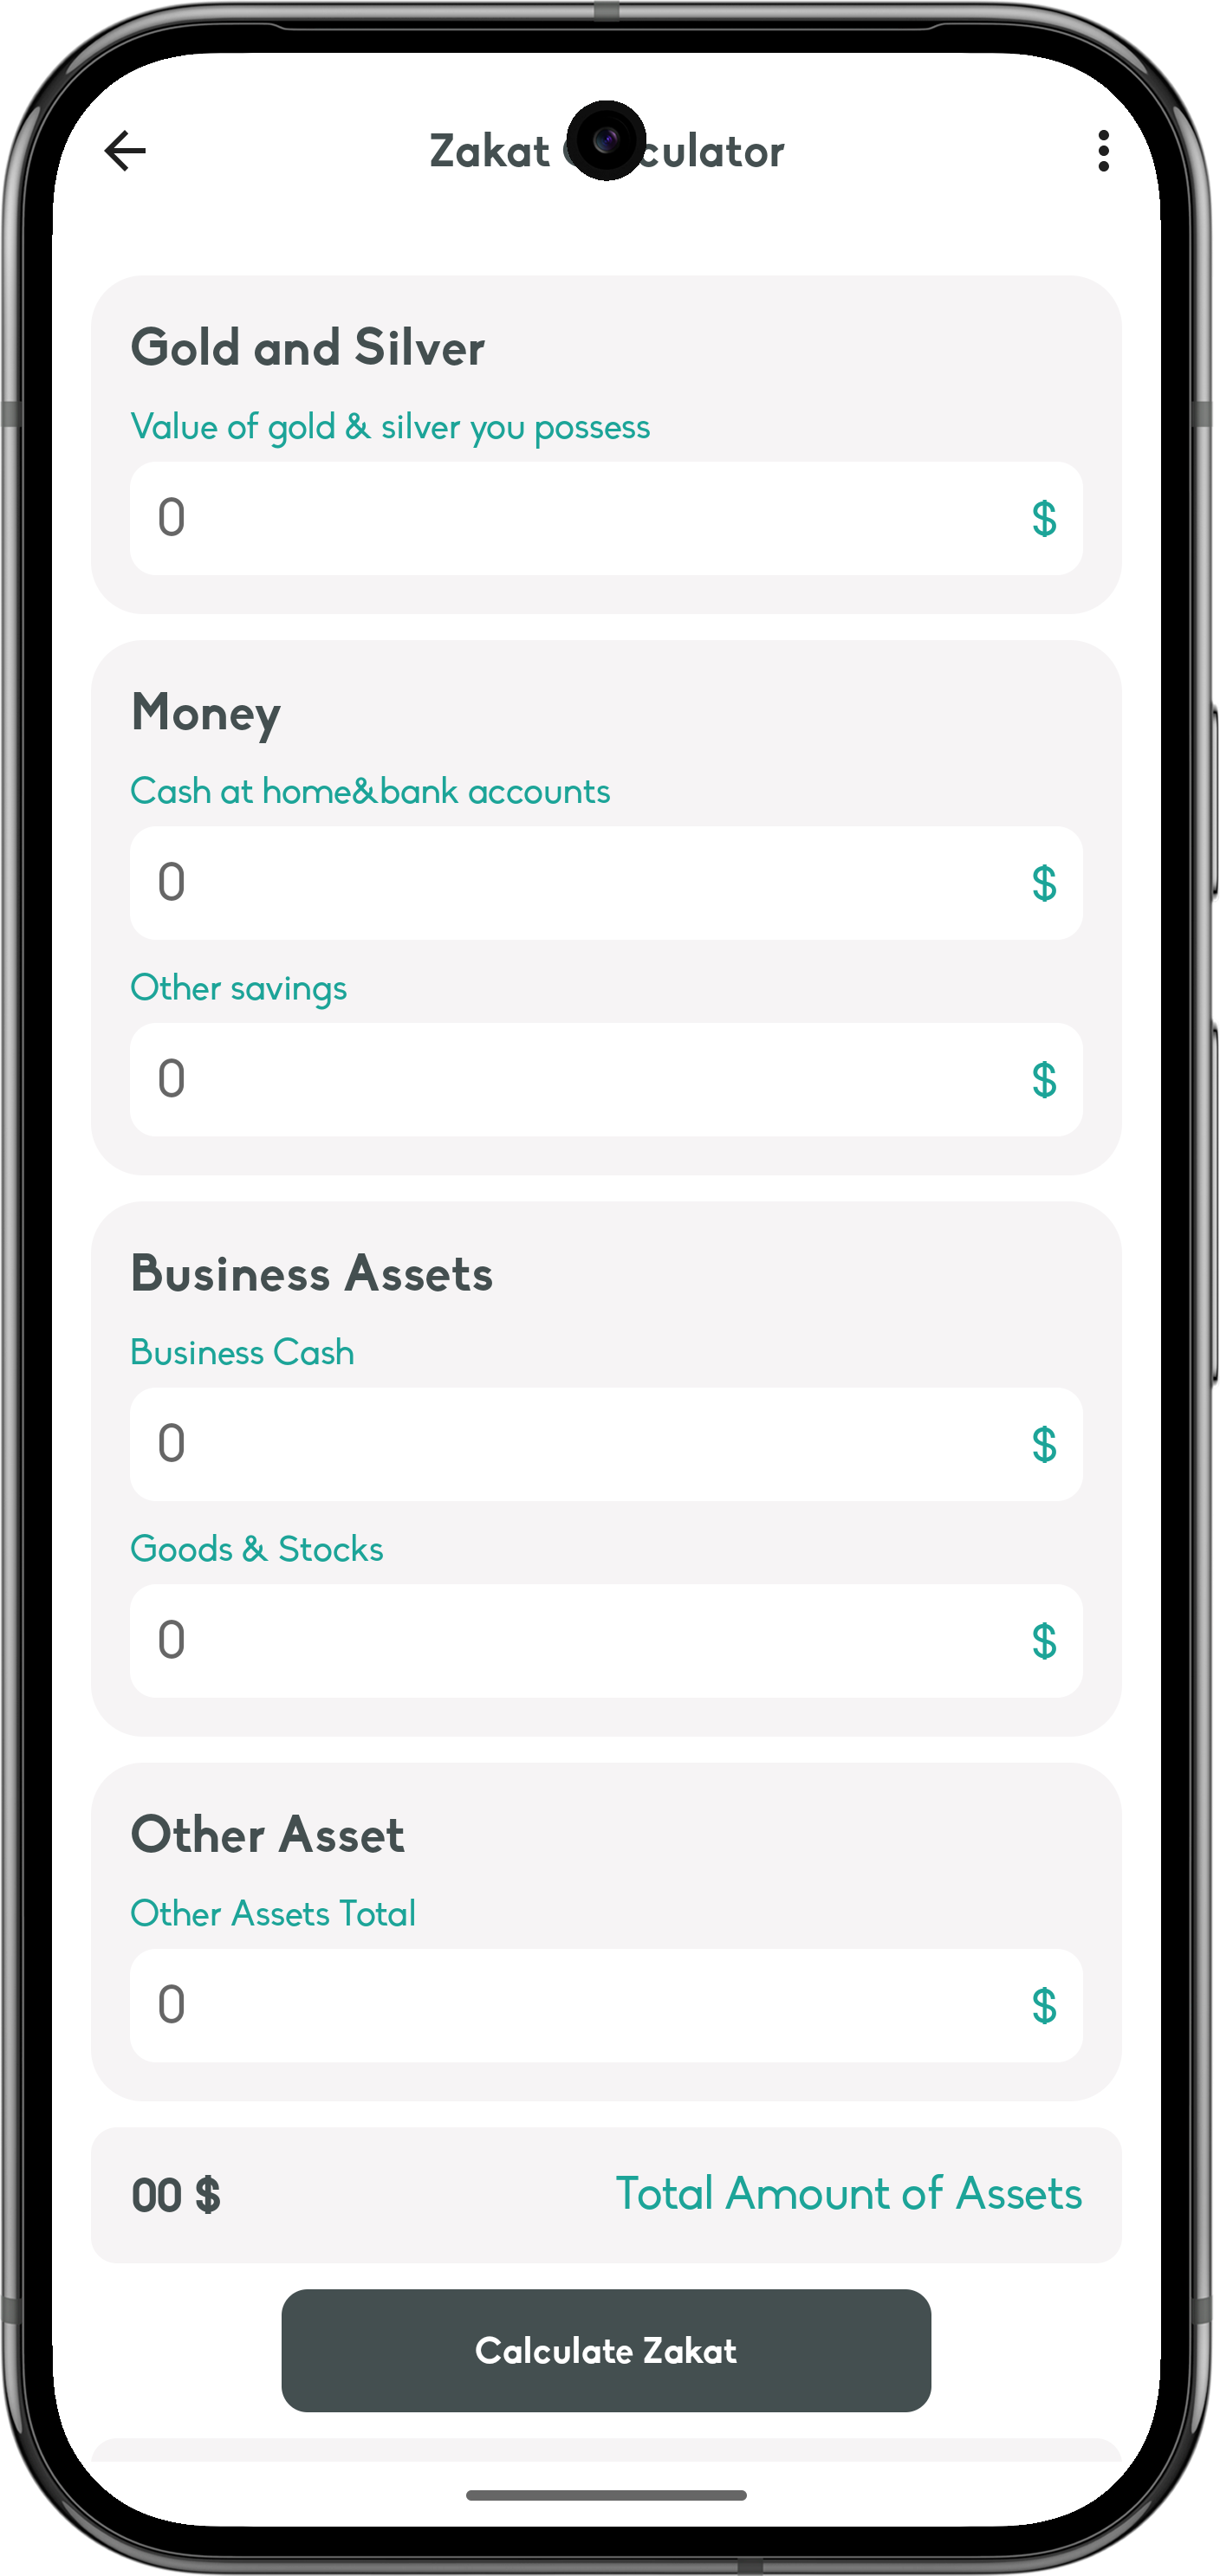 Zakat culator
Gold and Silver
Value of gold & silver you possess
0 $
Money
Cash at home&bank accounts
0 $
Other savings
0 $
Business Assets
Business Cash
0 $
Goods & Stocks
0 $
Other Asset
Other Assets Total
0 $
00 $ Total Amount of Assets
Calculate Zakat